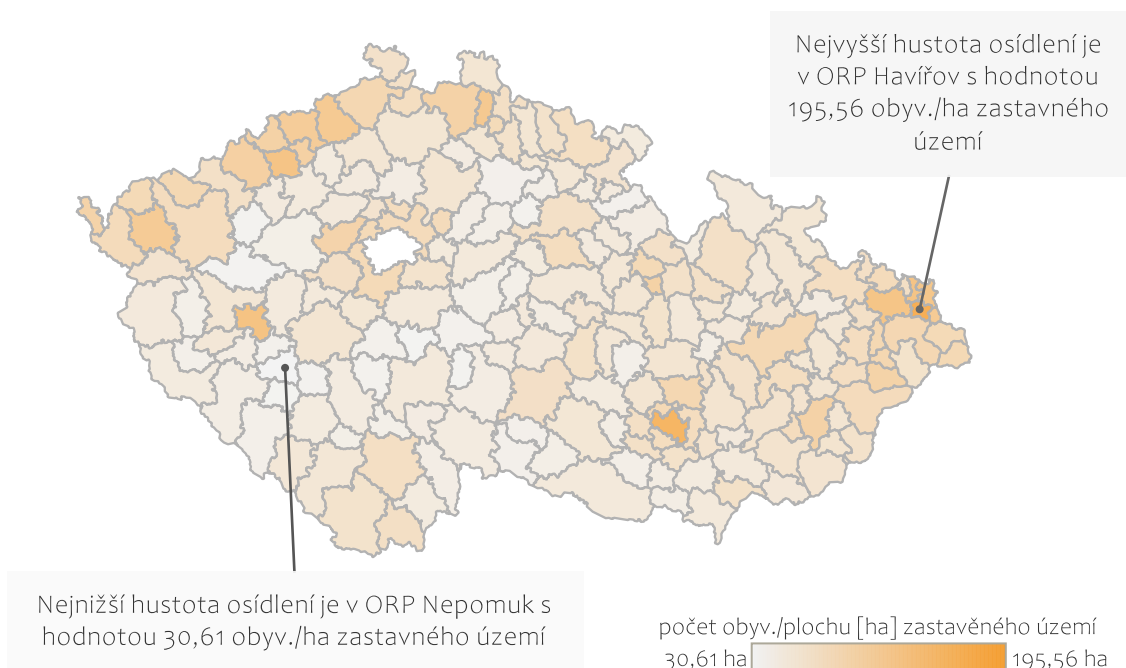 Nejvyšší hustota osídlení je
v ORP Havířov s hodnotou
195,56 obyv./ha zastavného
území
Nejnižší hustota osídlení je v ORP Nepomuk s
hodnotou 30,61 obyv./ha zastavného území
počet obyv./plochu [ha] zastavěného území
30,61 ha
195,56 ha